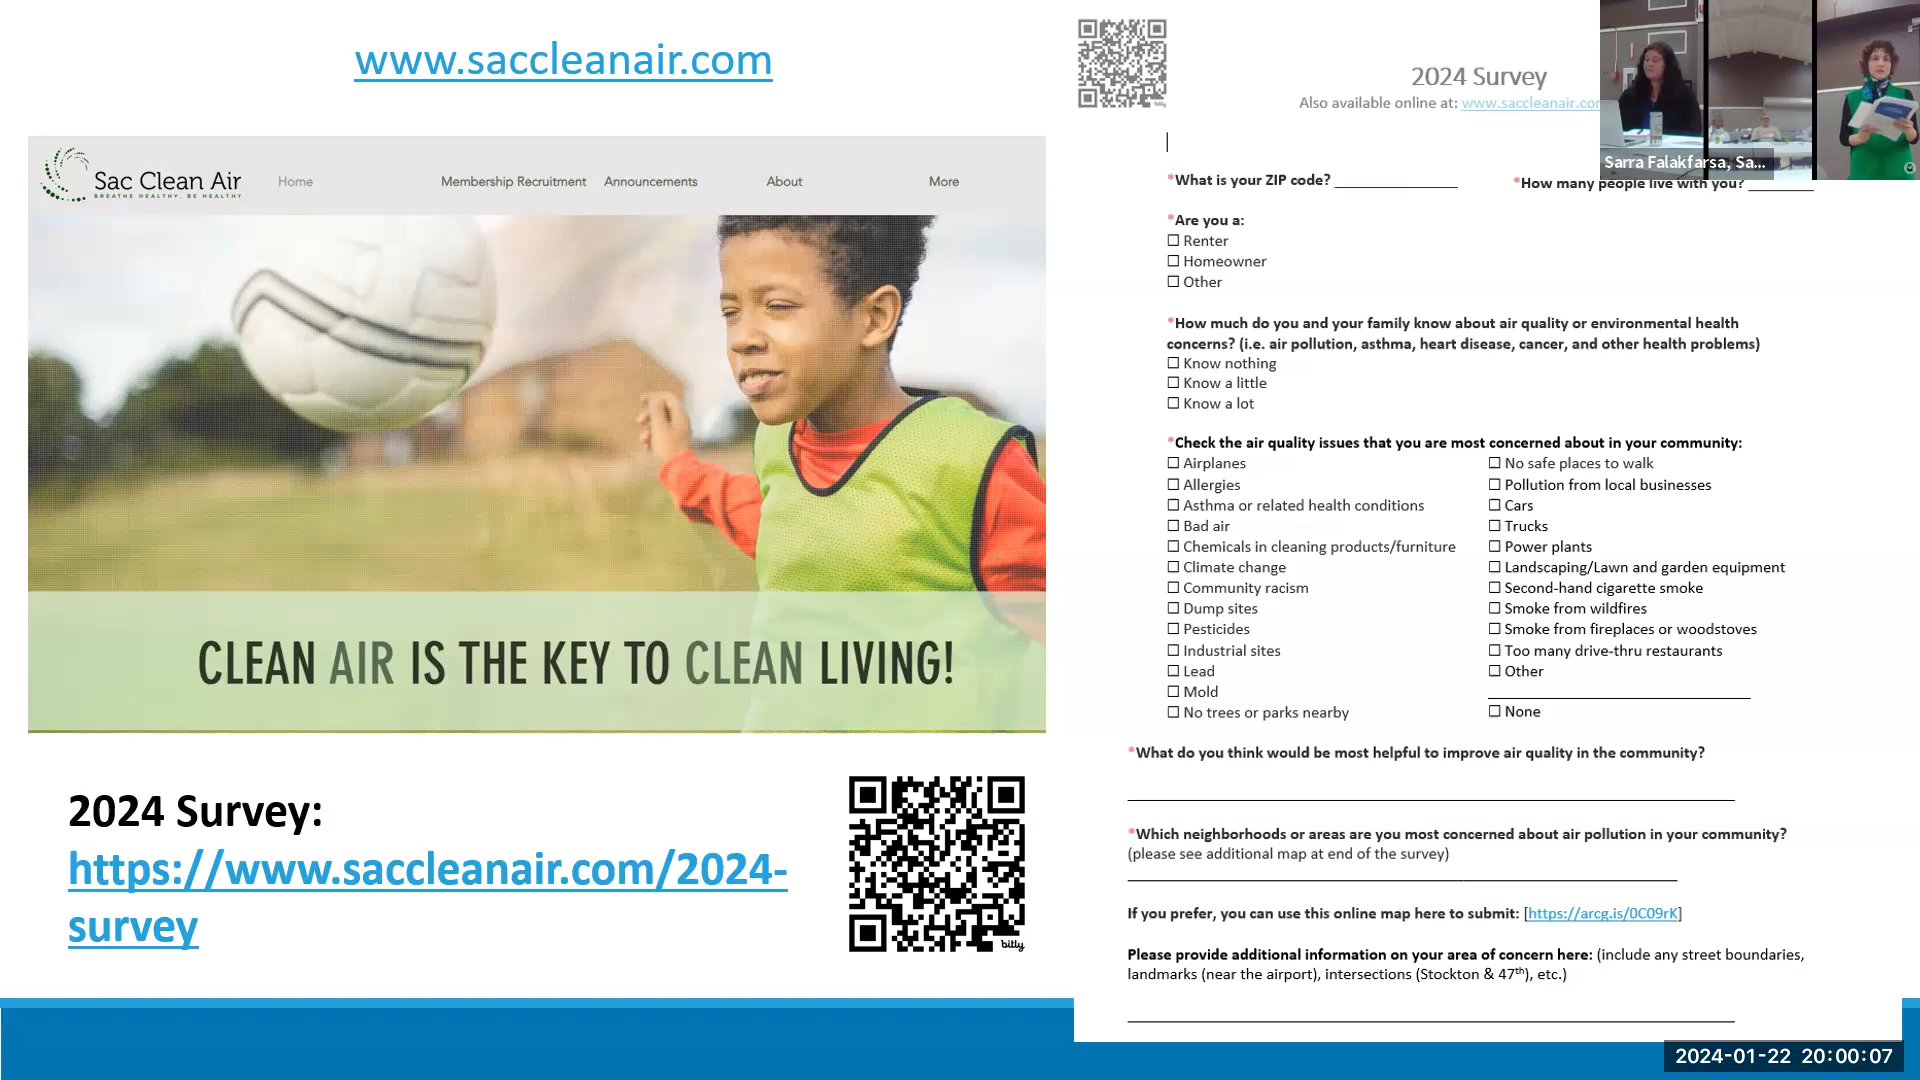 www.saccleanair.com
Sac Clean Air
BREATHE HEALTHY, BE HEALTHY
Home
Membership Recruitment
Announcements
About
More
CLEAN AIR IS THE KEY TO CLEAN LIVING!
2024 Survey:
https://www.saccleanair.com/2024-
survey
bitly
2024 Survey
Also available online at: www.saccleanair.co
Sarra Falakfarsa, Sa...
*What is your ZIP code? _______________
*How many people live with you? ________
*Are you a:
☐ Renter
☐ Homeowner
☐ Other
*How much do you and your family know about air quality or environmental health
concerns? (i.e. air pollution, asthma, heart disease, cancer, and other health problems)
☐ Know nothing
☐ Know a little
☐ Know a lot
*Check the air quality issues that you are most concerned about in your community:
☐ Airplanes
☐ Allergies
☐ Asthma or related health conditions
☐ Bad air
☐ Chemicals in cleaning products/furniture
☐ Climate change
☐ Community racism
☐ Dump sites
☐ Pesticides
☐ Industrial sites
☐ Lead
☐ Mold
☐ No trees or parks nearby
☐ No safe places to walk
☐ Pollution from local businesses
☐ Cars
☐ Trucks
☐ Power plants
☐ Landscaping/Lawn and garden equipment
☐ Second-hand cigarette smoke
☐ Smoke from wildfires
☐ Smoke from fireplaces or woodstoves
☐ Too many drive-thru restaurants
☐ Other
☐ None
*What do you think would be most helpful to improve air quality in the community?
*Which neighborhoods or areas are you most concerned about air pollution in your community?
(please see additional map at end of the survey)
If you prefer, you can use this online map here to submit: [https://arcg.is/0C09rK]
Please provide additional information on your area of concern here: (include any street boundaries,
landmarks (near the airport), intersections (Stockton & 47th), etc.)
2024-01-22 20:00:07